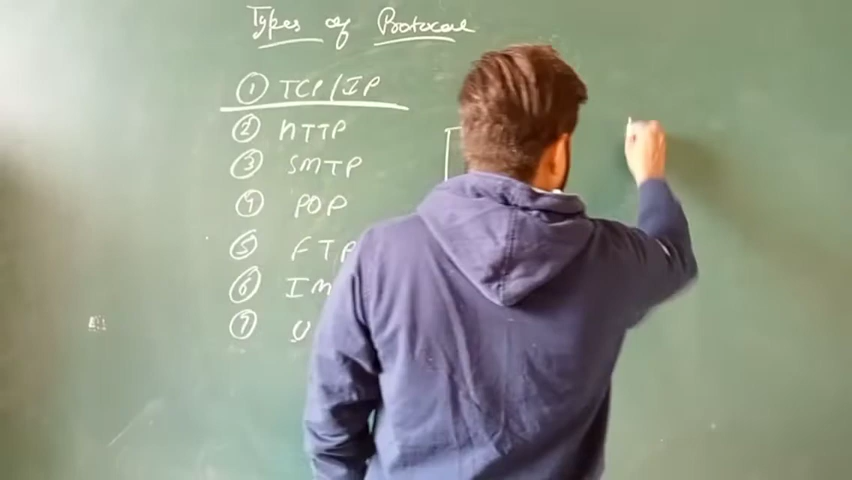 Types of Protocol
① TCP/IP
② HTTP
③ SMTP
④ POP
⑤ FTP
⑥ IM
⑦ U